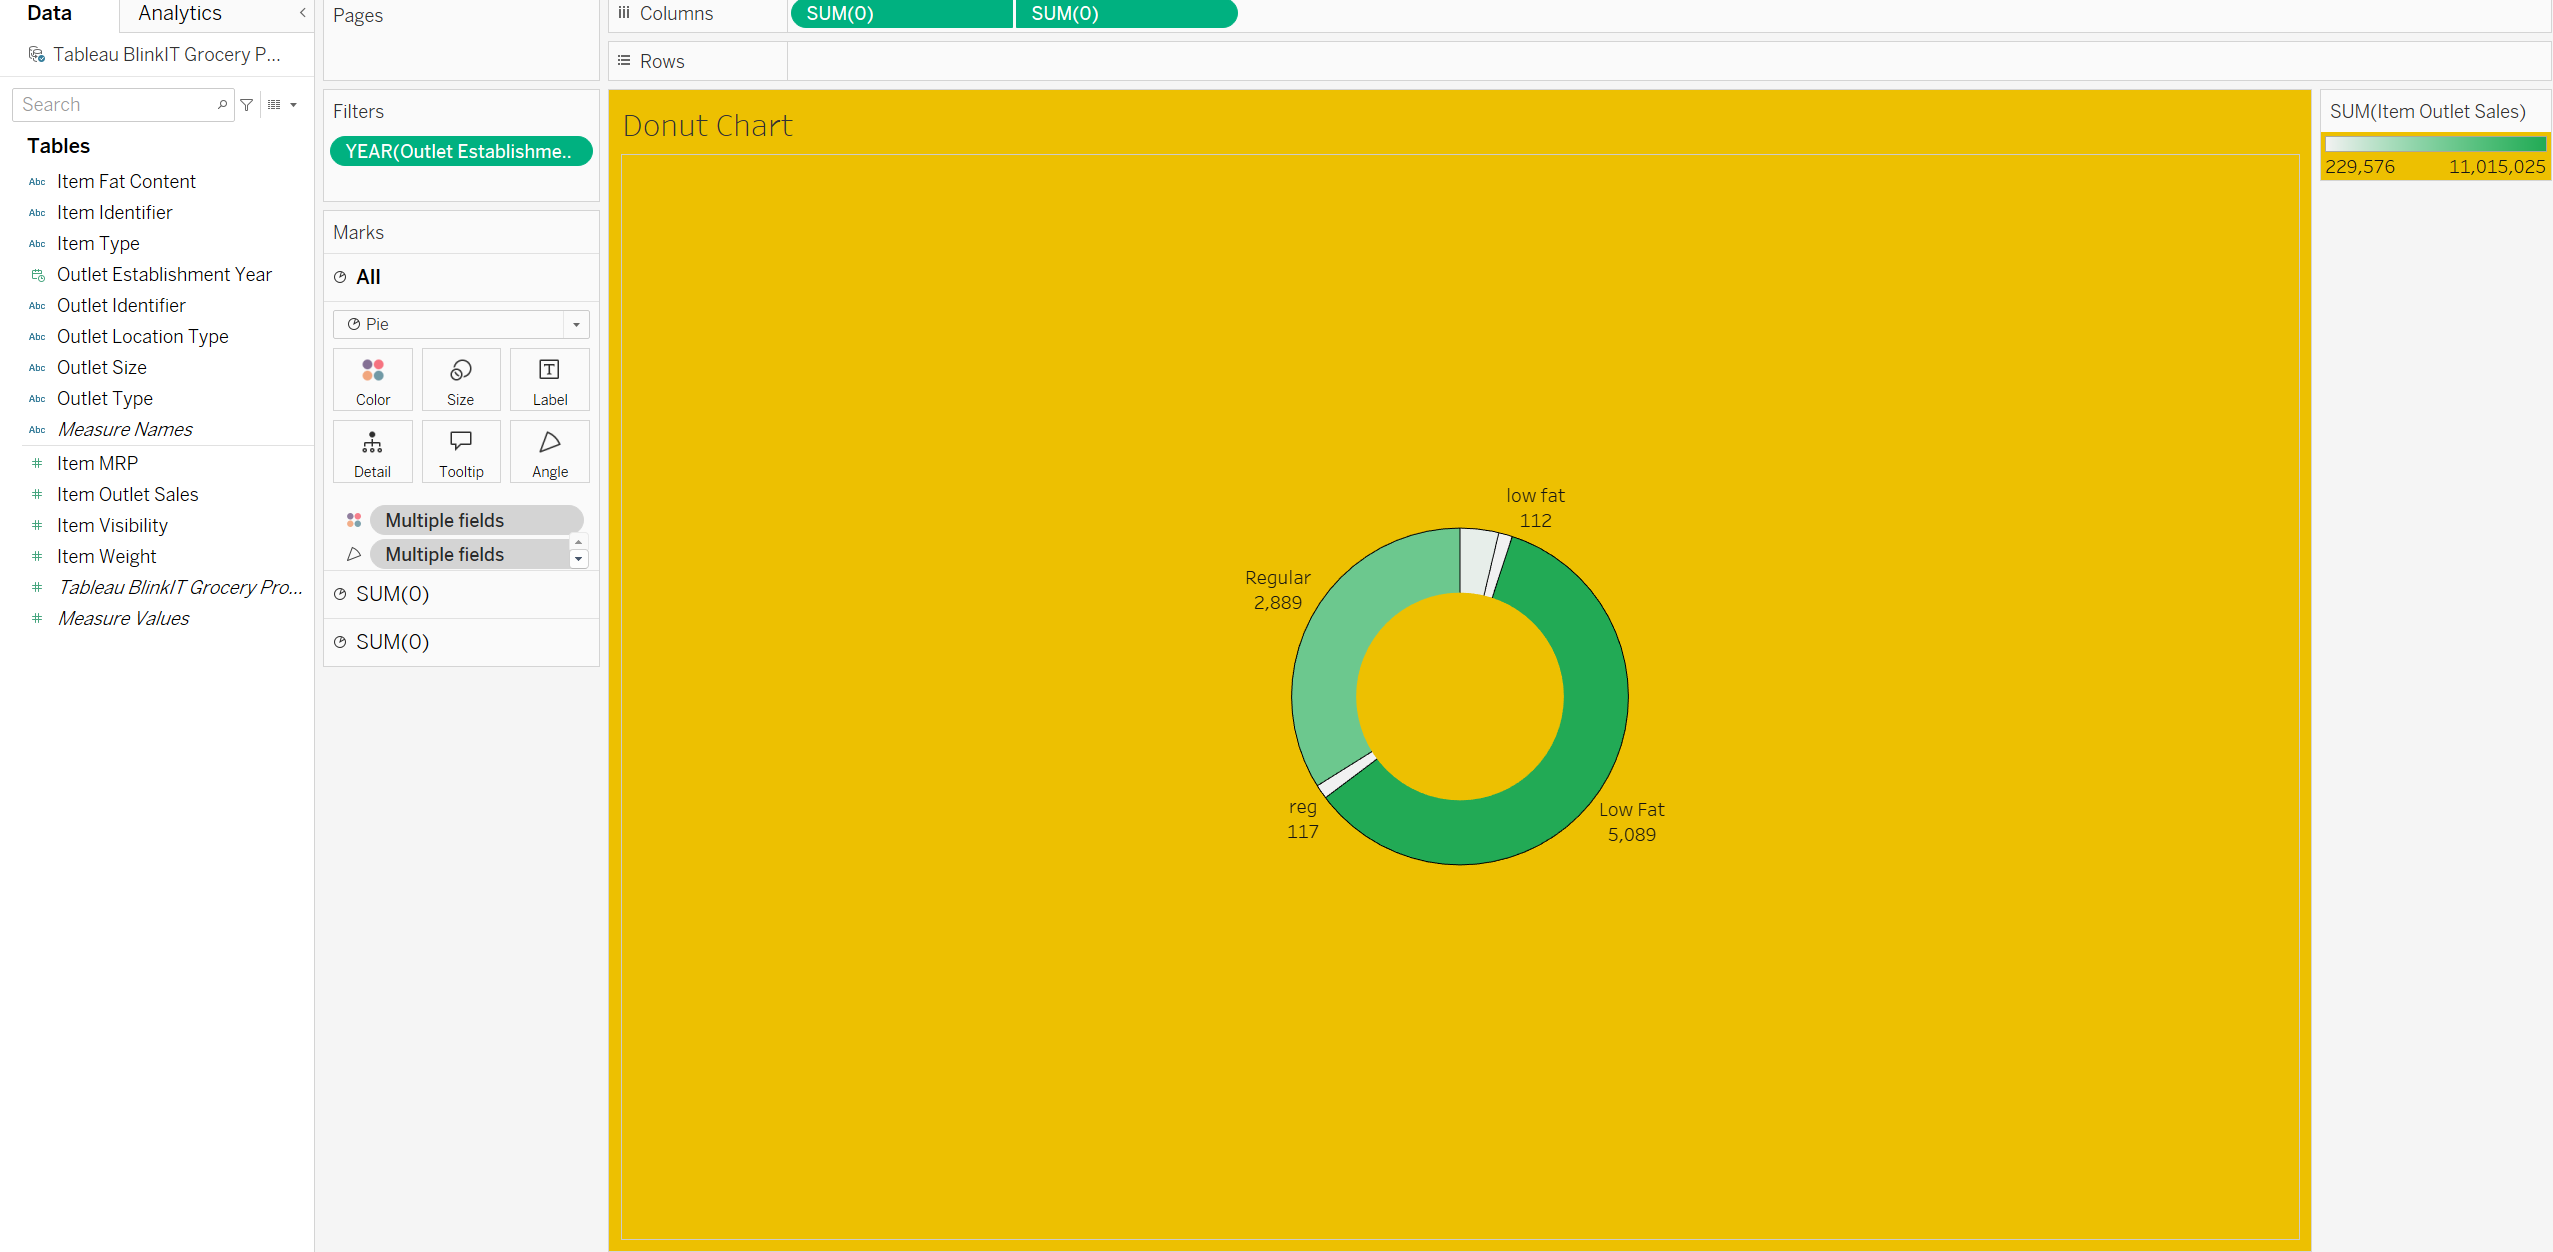 Data
Analytics
Tableau BlinkIT Grocery P...
Search
Tables
Abc Item Fat Content
Abc Item Identifier
Abc Item Type
Outlet Establishment Year
Abc Outlet Identifier
Abc Outlet Location Type
Abc Outlet Size
Abc Outlet Type
Abc Measure Names
# Item MRP
# Item Outlet Sales
# Item Visibility
# Item Weight
# Tableau BlinkIT Grocery Pro...
# Measure Values
Pages
Filters
YEAR(Outlet Establishme..
Marks
All
Pie
Color Size Label
Detail Tooltip Angle
Multiple fields
Multiple fields
SUM(0)
SUM(0)
Columns SUM(0) SUM(0)
Rows
Donut Chart
low fat
112
Regular
2,889
reg
117
Low Fat
5,089
SUM(Item Outlet Sales)
229,576 11,015,025